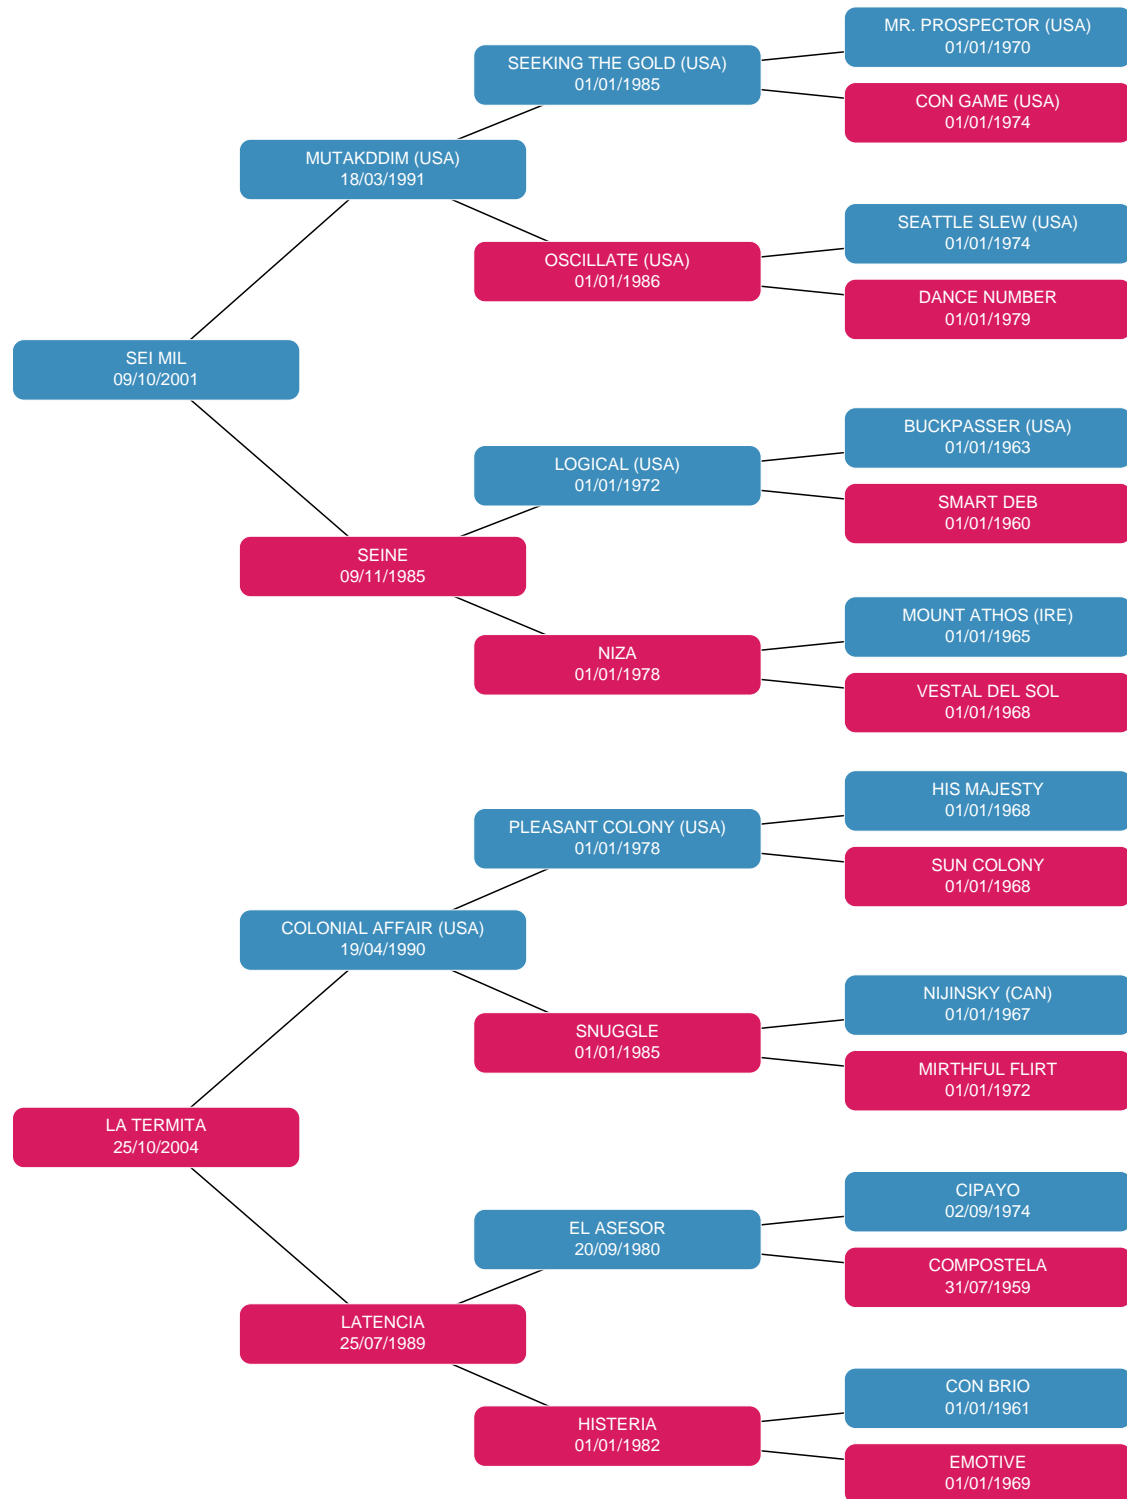 MR. PROSPECTOR (USA)
01/01/1970
SEEKING THE GOLD (USA)
01/01/1985
CON GAME (USA)
01/01/1974
MUTAKDDIM (USA)
18/03/1991
SEATTLE SLEW (USA)
01/01/1974
OSCILLATE (USA)
01/01/1986
DANCE NUMBER
01/01/1979
SEI MIL
09/10/2001
BUCKPASSER (USA)
01/01/1963
LOGICAL (USA)
01/01/1972
SMART DEB
01/01/1960
SEINE
09/11/1985
MOUNT ATHOS (IRE)
01/01/1965
NIZA
01/01/1978
VESTAL DEL SOL
01/01/1968
HIS MAJESTY
01/01/1968
PLEASANT COLONY (USA)
01/01/1978
SUN COLONY
01/01/1968
COLONIAL AFFAIR (USA)
19/04/1990
NIJINSKY (CAN)
01/01/1967
SNUGGLE
01/01/1985
MIRTHFUL FLIRT
01/01/1972
LA TERMITA
25/10/2004
CIPAYO
02/09/1974
EL ASESOR
20/09/1980
COMPOSTELA
31/07/1959
LATENCIA
25/07/1989
CON BRIO
01/01/1961
HISTERIA
01/01/1982
EMOTIVE
01/01/1969